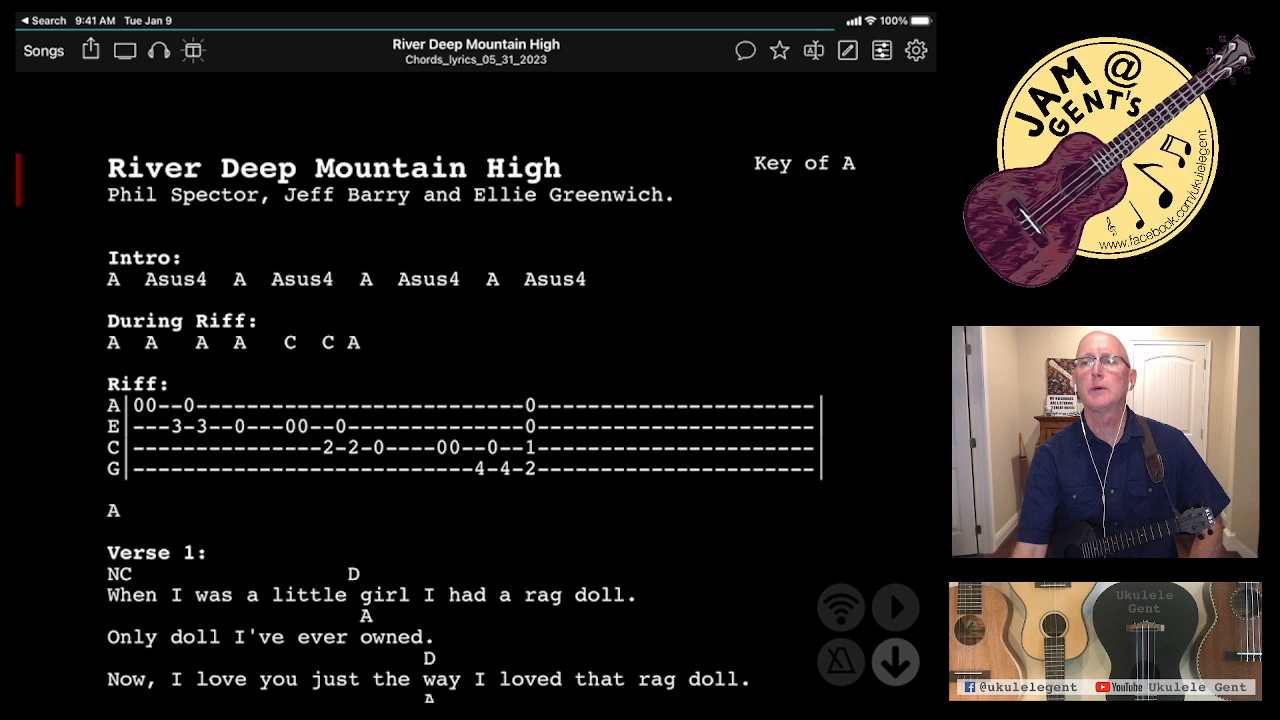 Search 9:41 AM Tue Jan 9 100%
Songs
River Deep Mountain High
Chords_lyrics_05_31_2023
River Deep Mountain High
Key of A
Phil Spector, Jeff Barry and Ellie Greenwich.
Intro:
A Asus4 A Asus4 A Asus4 A Asus4
During Riff:
A A A A C C A
Riff:
A|00--0--------------------------0----------------------|
E|---3-3--0---00--0--------------0----------------------|
C|---------------2-2-0----00--0--1----------------------|
G|---------------------------4-4-2----------------------|
A
Verse 1:
NC D
When I was a little girl I had a rag doll.
A
Only doll I've ever owned.
D
Now, I love you just the way I loved that rag doll.
A
JAM @
GENT'S
www.facebook.com/ukulelegent
Ukulele
Gent
@ukulelegent YouTube Ukulele Gent